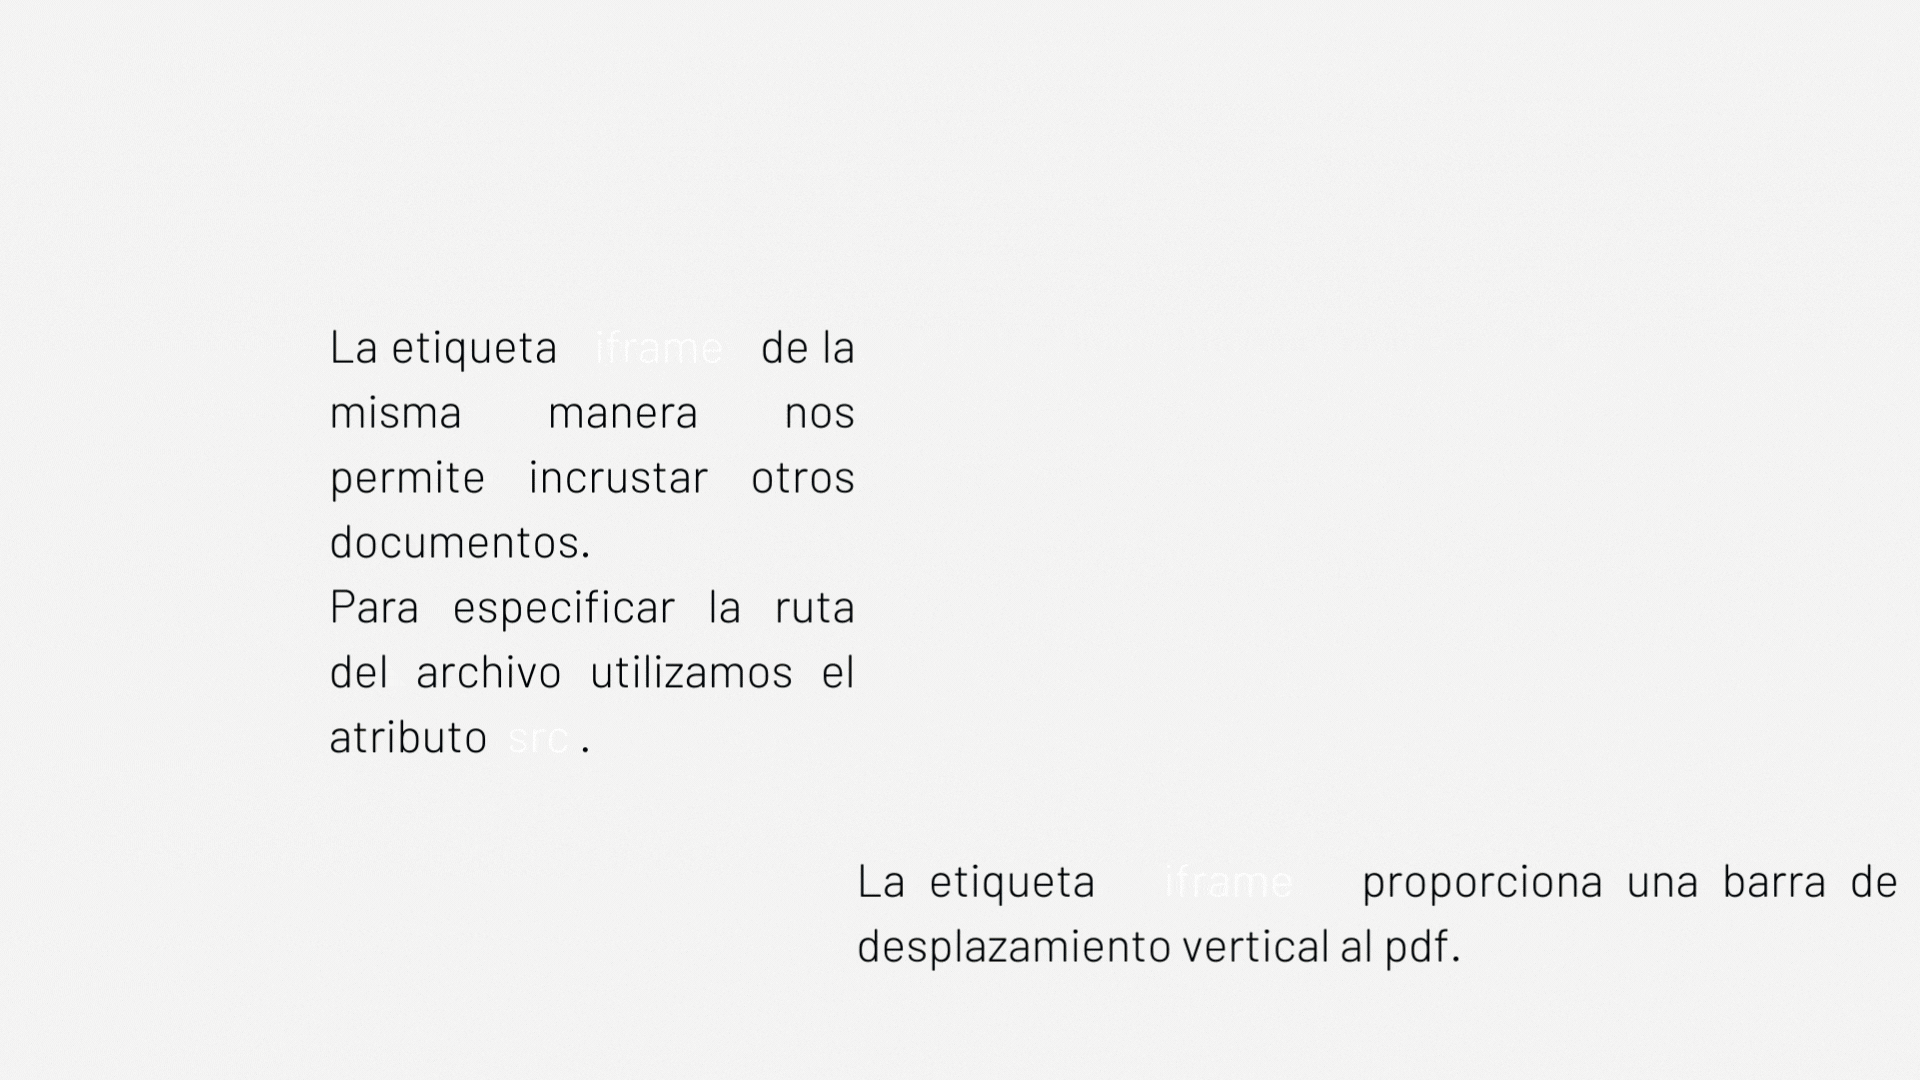 La etiqueta iframe de la
misma manera nos
permite incrustar otros
documentos.
Para especificar la ruta
del archivo utilizamos el
atributo src .
La etiqueta iframe proporciona una barra de
desplazamiento vertical al pdf.